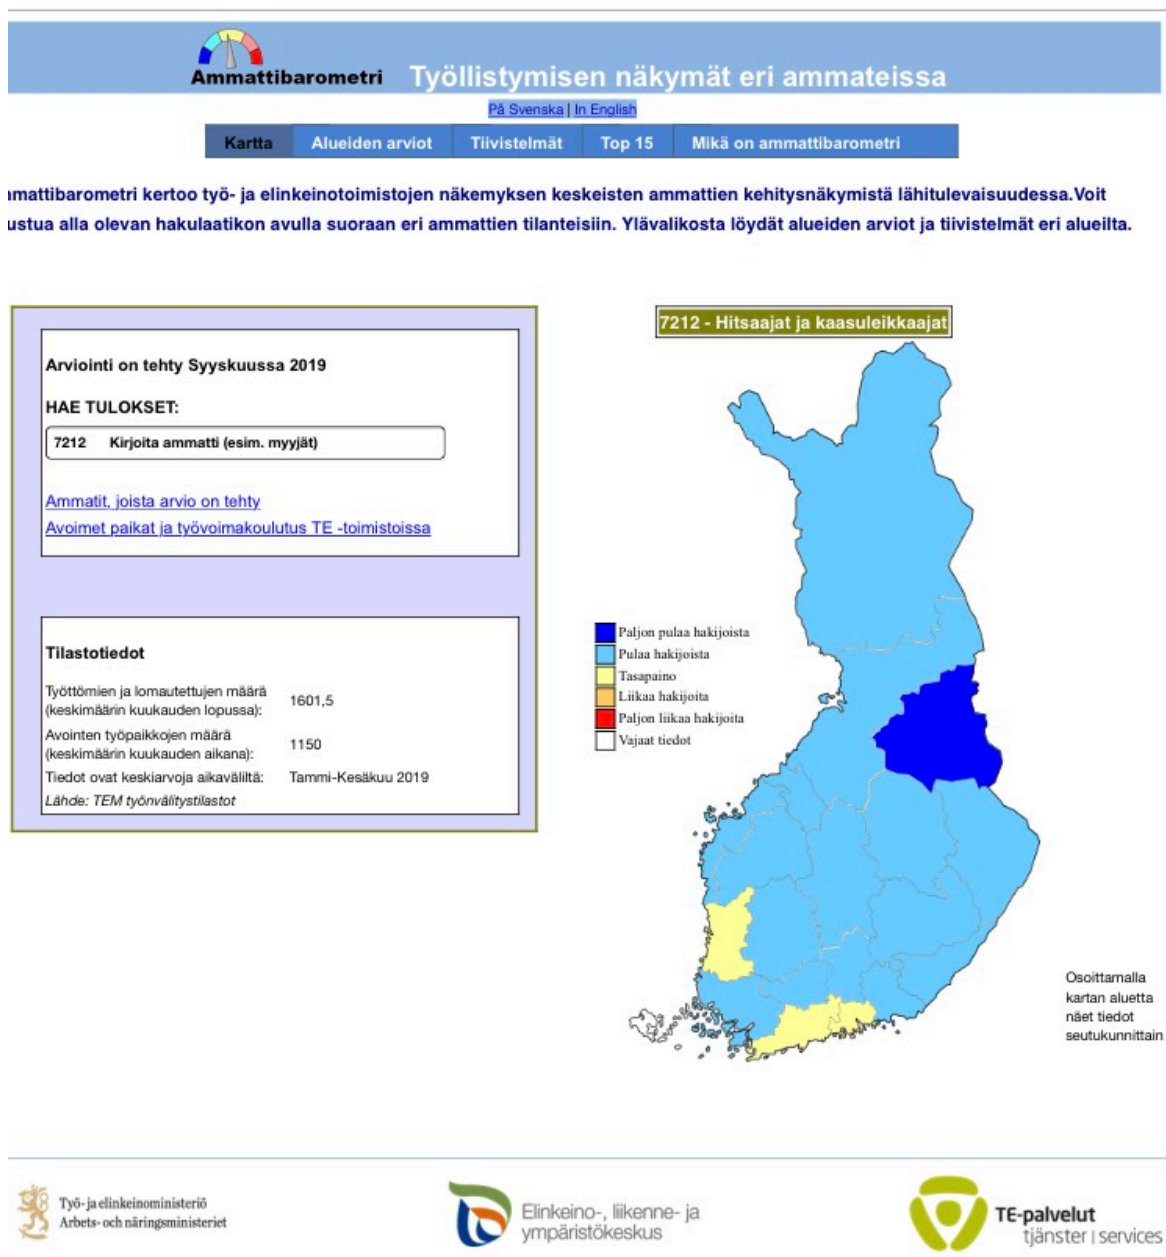 Ammattibarometri Työllistymisen näkymät eri ammateissa
På Svenska | In English
Kartta Alueiden arviot Tiivistelmät Top 15 Mikä on ammattibarometri
mmattibarometri kertoo työ- ja elinkeinotoimistojen näkemyksen keskeisten ammattien kehitysnäkymistä lähitulevaisuudessa.Voit
ustua alla olevan hakulaatikon avulla suoraan eri ammattien tilanteisiin. Ylävalikosta löydät alueiden arviot ja tiivistelmät eri alueilta.
Arviointi on tehty Syyskuussa 2019
HAE TULOKSET:
7212 Kirjoita ammatti (esim. myyjät)
Ammatit, joista arvio on tehty
Avoimet paikat ja työvoimakoulutus TE -toimistoissa
Tilastotiedot
Työttömien ja lomautettujen määrä
(keskimäärin kuukauden lopussa): 1601,5
Avointen työpaikkojen määrä
(keskimäärin kuukauden aikana): 1150
Tiedot ovat keskiarvoja aikaväliltä: Tammi-Kesäkuu 2019
Lähde: TEM työnvälitystilastot
7212 - Hitsaajat ja kaasuleikkaajat
Paljon pulaa hakijoista
Pulaa hakijoista
Tasapaino
Liikaa hakijoita
Paljon liikaa hakijoita
Vajaat tiedot
Osoittamalla
kartan aluetta
näet tiedot
seutukunnittain
Työ- ja elinkeinoministeriö
Arbets- och näringsministeriet
Elinkeino-, liikenne- ja
ympäristökeskus
TE-palvelut
tjänster | services